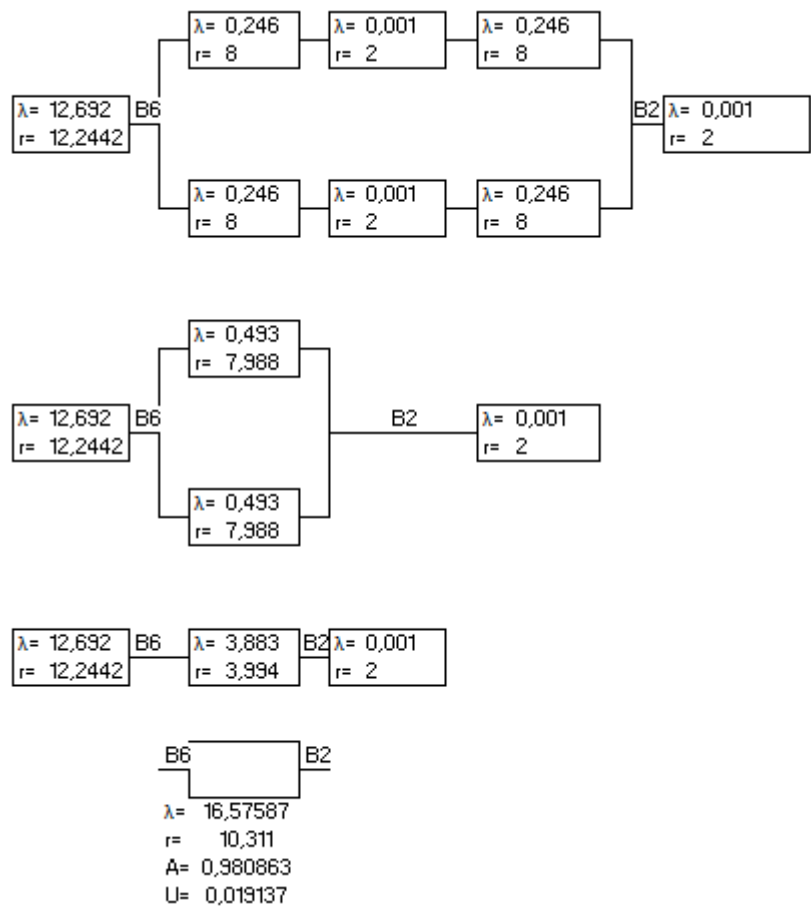 λ= 0,246
r= 8
λ= 0,001
r= 2
λ= 0,246
r= 8
λ= 12,692
r= 12,2442
B6
B2
λ= 0,001
r= 2
λ= 0,246
r= 8
λ= 0,001
r= 2
λ= 0,246
r= 8
λ= 0,493
r= 7,988
λ= 12,692
r= 12,2442
B6
B2
λ= 0,001
r= 2
λ= 0,493
r= 7,988
λ= 12,692
r= 12,2442
B6
λ= 3,883
r= 3,994
B2
λ= 0,001
r= 2
B6
B2
λ= 16,57587
r= 10,311
A= 0,980863
U= 0,019137